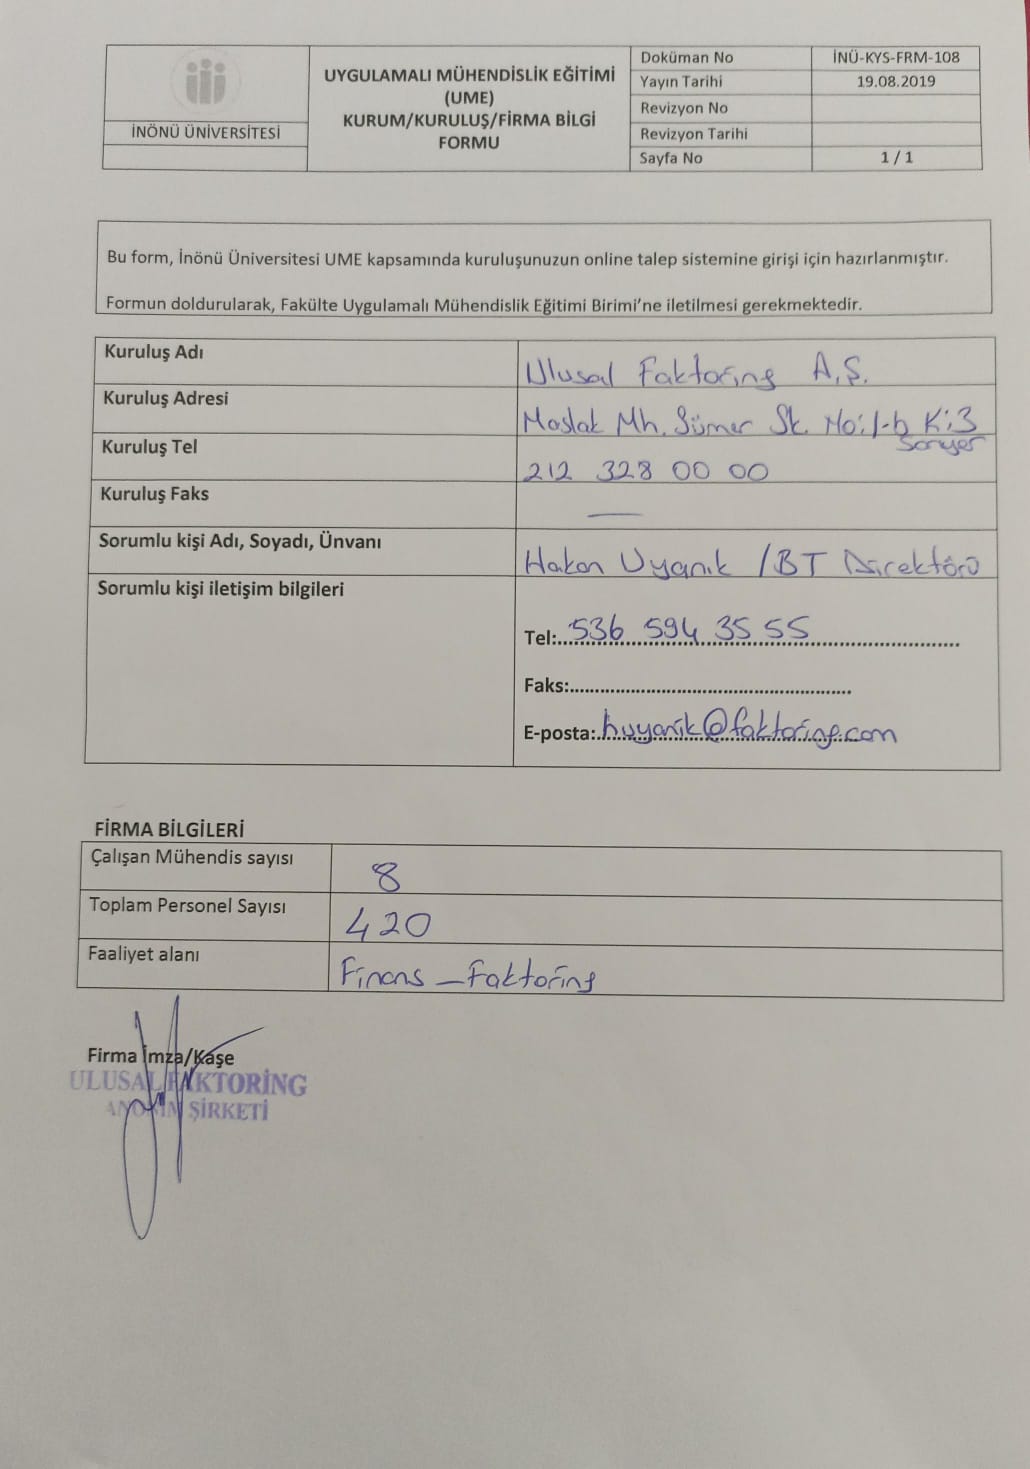 İNÖNÜ ÜNİVERSİTESİ
UYGULAMALI MÜHENDİSLİK EĞİTİMİ
(UME)
KURUM/KURULUŞ/FİRMA BİLGİ
FORMU
Doküman No İNÜ-KYS-FRM-108
Yayın Tarihi 19.08.2019
Revizyon No
Revizyon Tarihi
Sayfa No 1 / 1
Bu form, İnönü Üniversitesi UME kapsamında kuruluşunuzun online talep sistemine girişi için hazırlanmıştır.
Formun doldurularak, Fakülte Uygulamalı Mühendislik Eğitimi Birimi’ne iletilmesi gerekmektedir.
Kuruluş Adı Ulusal Faktoring A.Ş.
Kuruluş Adresi Maslak Mh. Sümer Sk. No:1-b K:3
Sarıyer
Kuruluş Tel 212 328 00 00
Kuruluş Faks —
Sorumlu kişi Adı, Soyadı, Ünvanı Hakan Uyanık / BT Direktörü
Sorumlu kişi iletişim bilgileri
Tel:...536 594 35 55
Faks:
E-posta:.huyanik@faktoring.com
FİRMA BİLGİLERİ
Çalışan Mühendis sayısı 8
Toplam Personel Sayısı 420
Faaliyet alanı Finans – Faktoring
Firma İmza/Kaşe
ULUSAL FAKTORİNG
ANONİM ŞİRKETİ